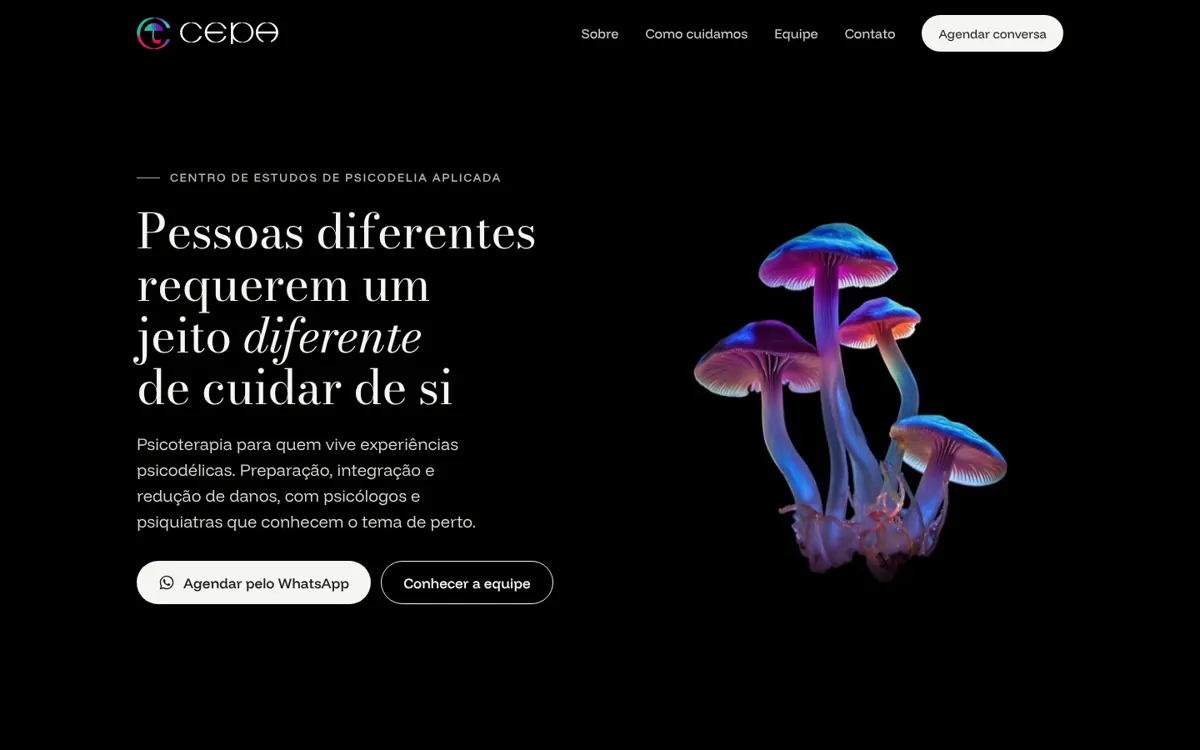 cepa
Sobre
Como cuidamos
Equipe
Contato
Agendar conversa
CENTRO DE ESTUDOS DE PSICODELIA APLICADA
Pessoas diferentes
requerem um
jeito diferente
de cuidar de si
Psicoterapia para quem vive experiências
psicodélicas. Preparação, integração e
redução de danos, com psicólogos e
psiquiatras que conhecem o tema de perto.
Agendar pelo WhatsApp
Conhecer a equipe